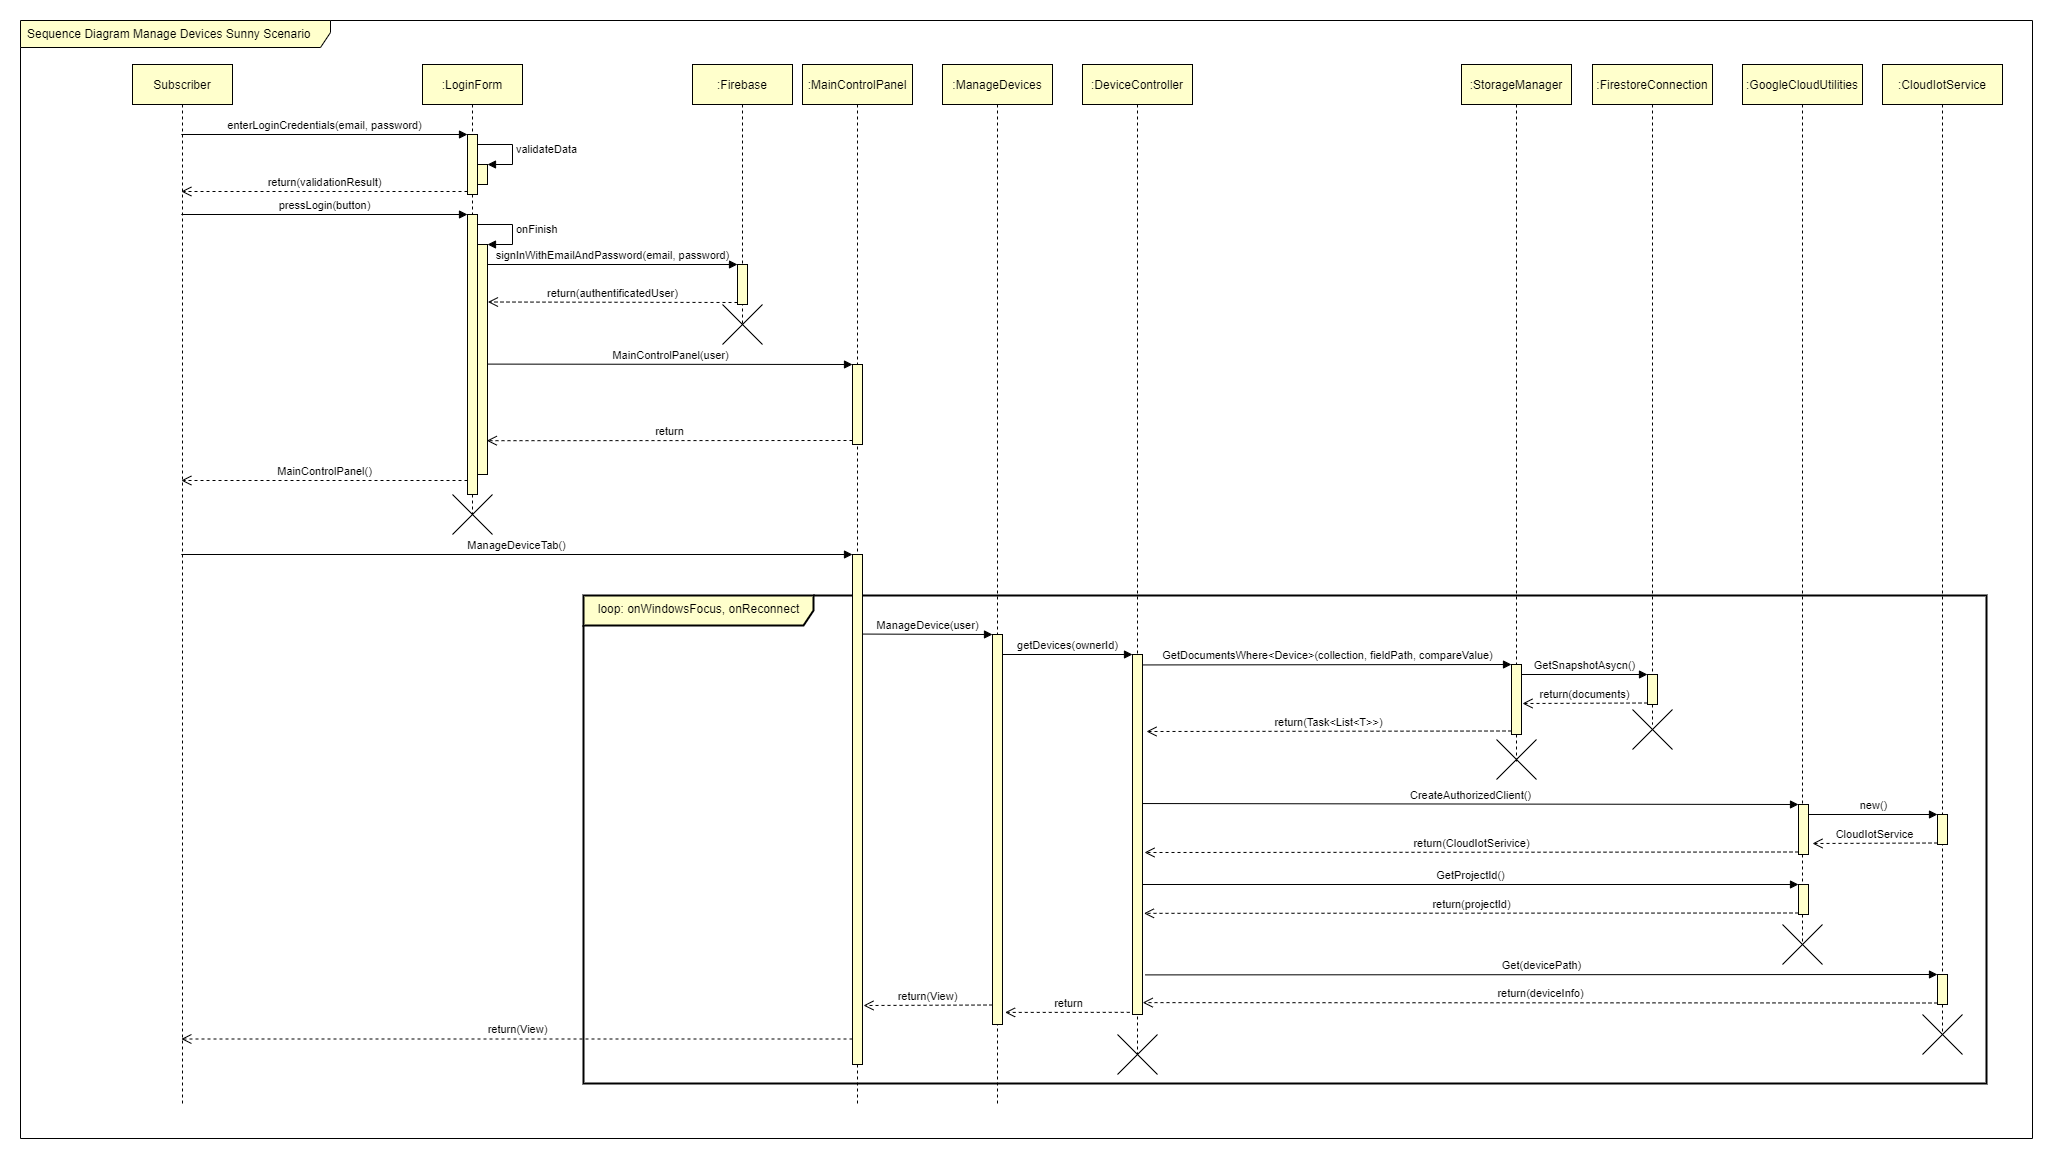 Sequence Diagram Manage Devices Sunny Scenario
Subscriber
:LoginForm
:Firebase
:MainControlPanel
:ManageDevices
:DeviceController
:StorageManager
:FirestoreConnection
:GoogleCloudUtilities
:CloudIotService
enterLoginCredentials(email, password)
validateData
return(validationResult)
pressLogin(button)
onFinish
signInWithEmailAndPassword(email, password)
return(authentificatedUser)
MainControlPanel(user)
return
MainControlPanel()
ManageDeviceTab()
loop: onWindowsFocus, onReconnect
ManageDevice(user)
getDevices(ownerId)
GetDocumentsWhere<Device>(collection, fieldPath, compareValue)
GetSnapshotAsycn()
return(documents)
return(Task<List<T>>)
CreateAuthorizedClient()
new()
CloudIotService
return(CloudIotSerivice)
GetProjectId()
return(projectId)
Get(devicePath)
return(deviceInfo)
return(View)
return
return(View)